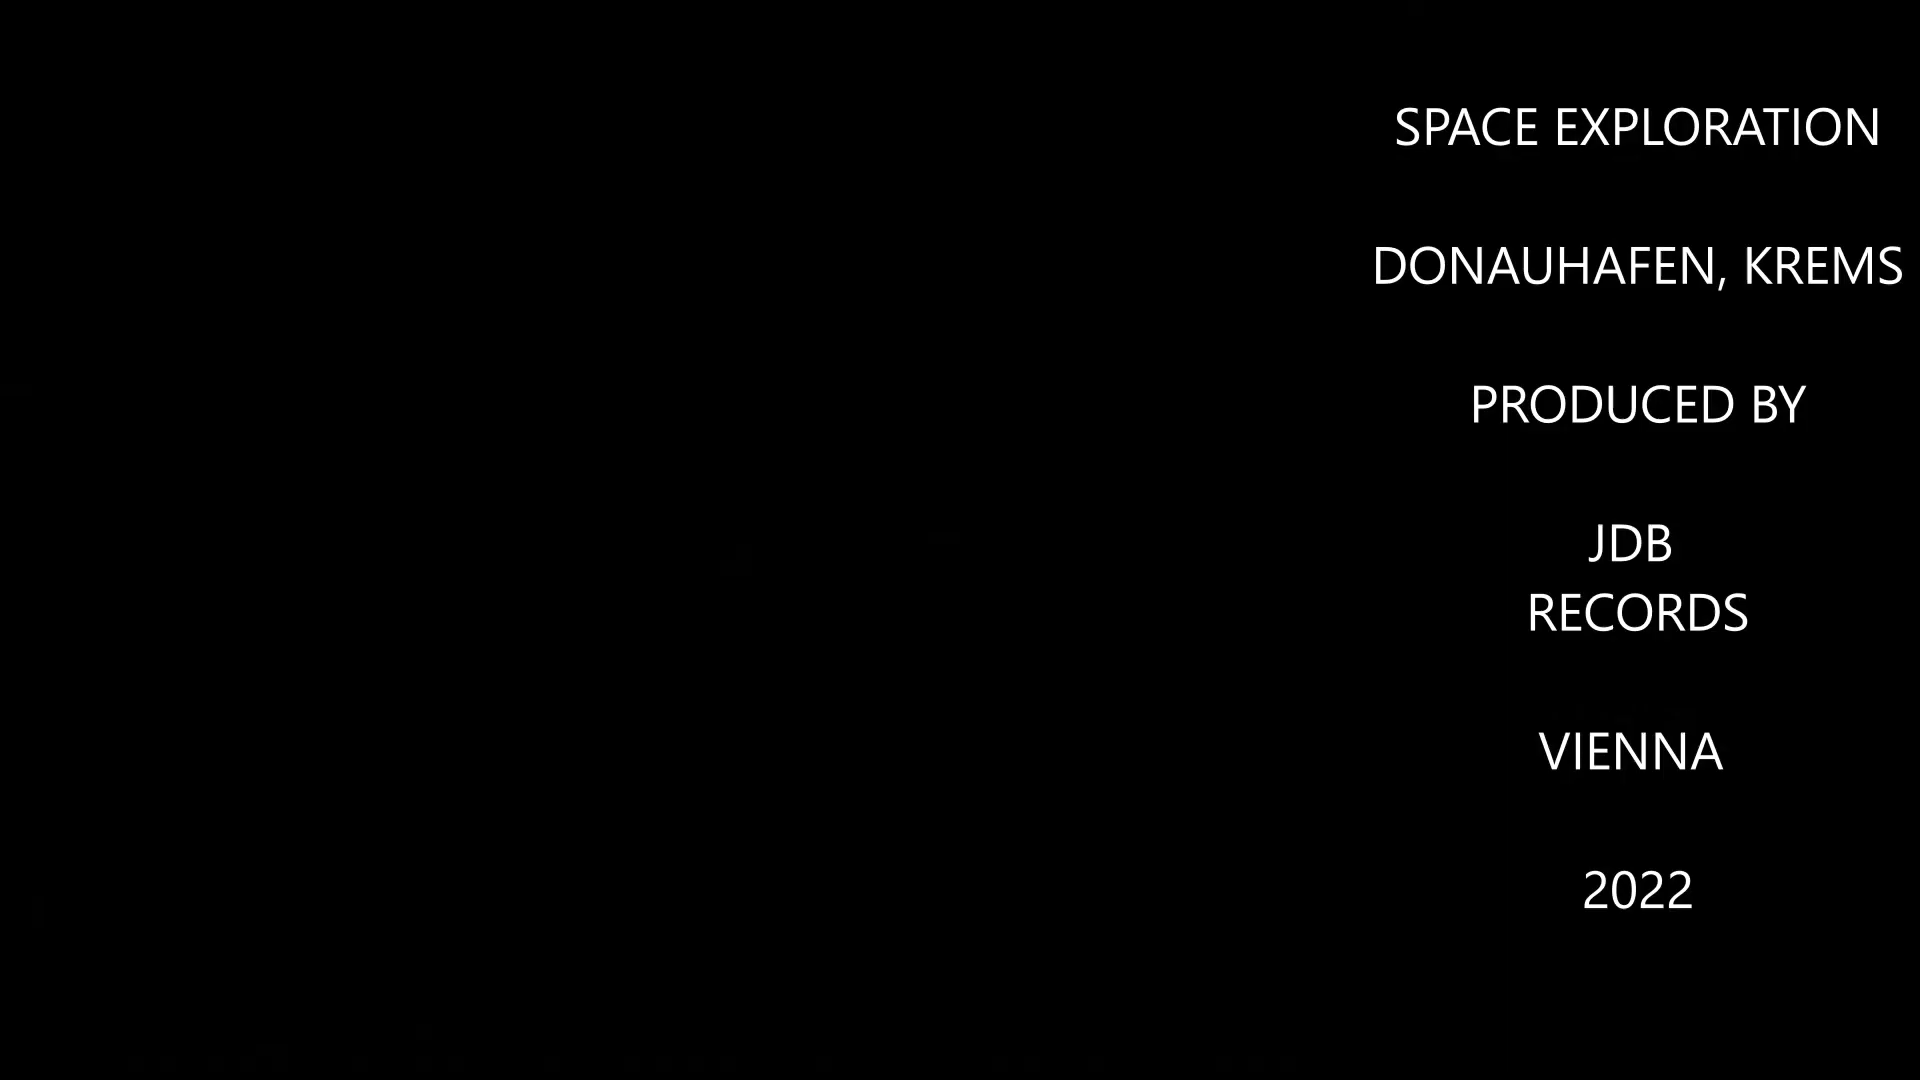 SPACE EXPLORATION
DONAUHAFEN, KREMS
PRODUCED BY
JDB
RECORDS
VIENNA
2022